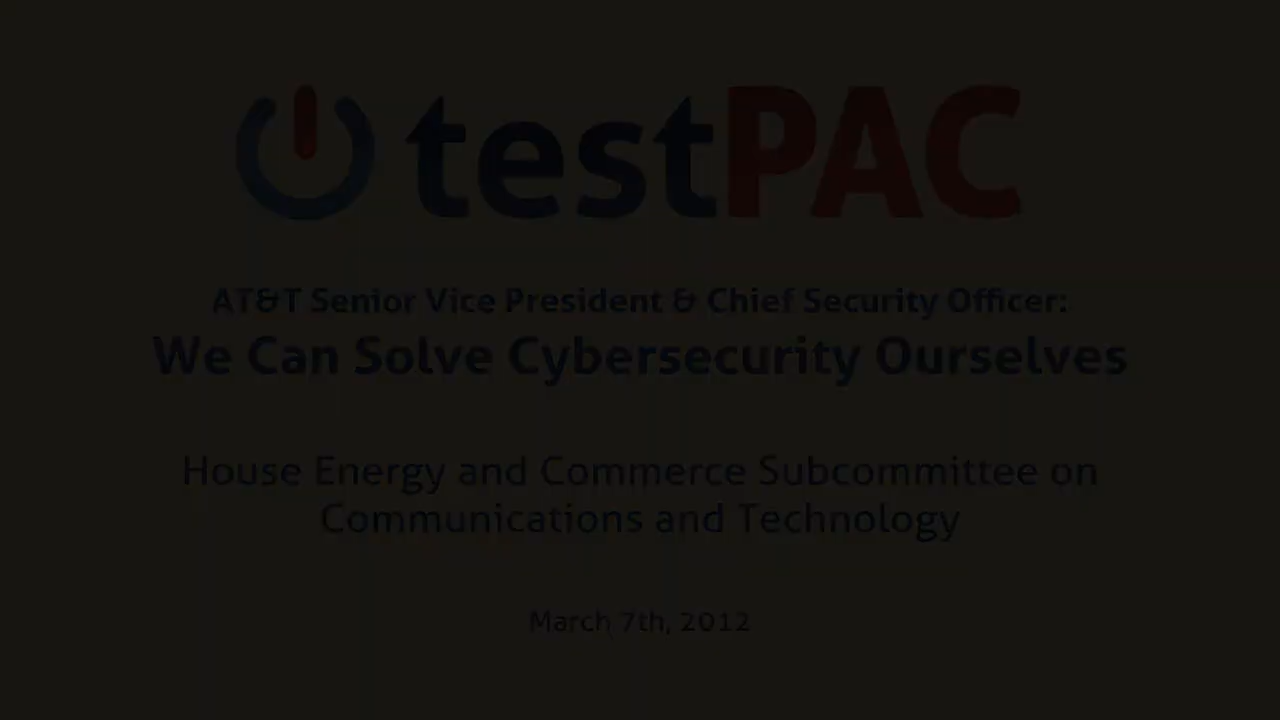 testPAC
AT&T Senior Vice President & Chief Security Officer:
We Can Solve Cybersecurity Ourselves
House Energy and Commerce Subcommittee on
Communications and Technology
March 7th, 2012